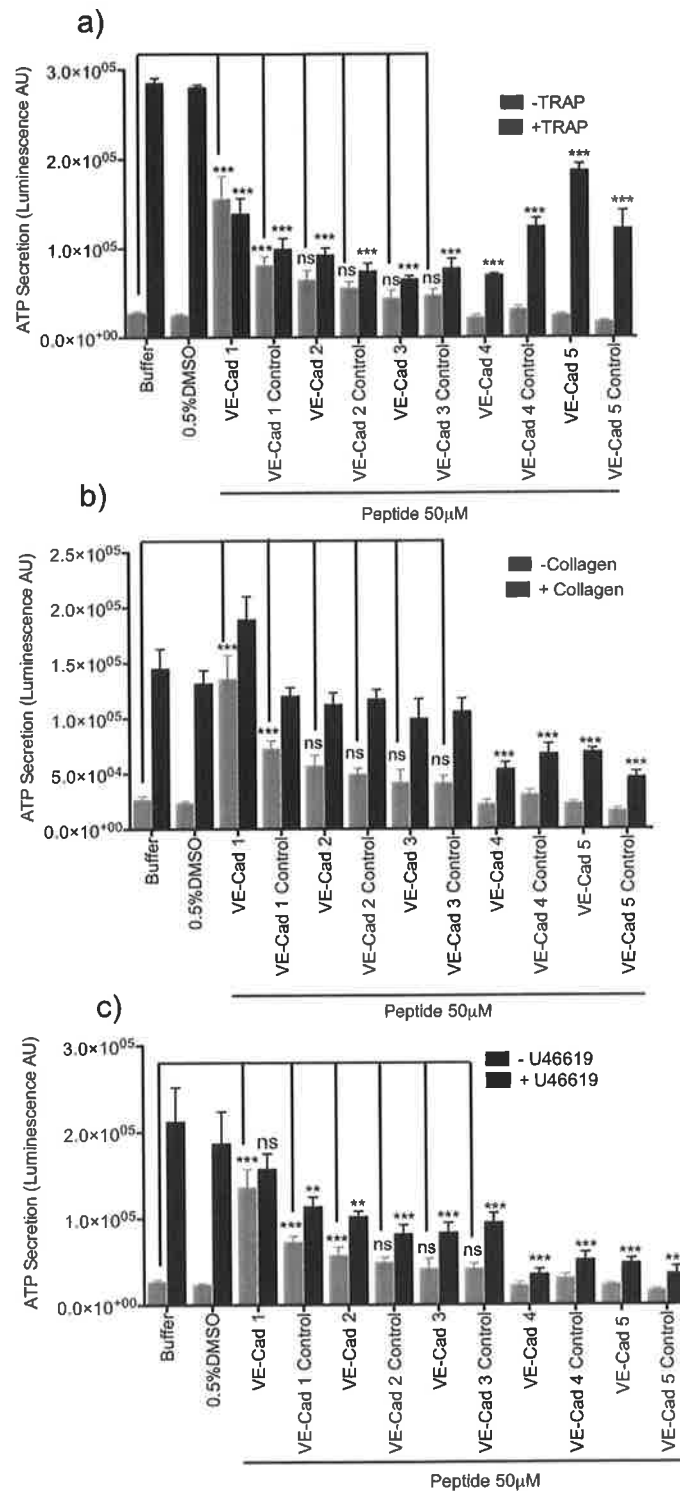 a)
ATP Secretion (Luminescence AU)
3.0×10⁰⁵
2.0×10⁰⁵
1.0×10⁰⁵
0.0×10⁺⁰⁰
-TRAP
+TRAP
*** *** *** *** ns *** ns *** ns *** ns *** *** *** *** ***
Buffer
0.5%DMSO
VE-Cad 1
VE-Cad 1 Control
VE-Cad 2
VE-Cad 2 Control
VE-Cad 3
VE-Cad 3 Control
VE-Cad 4
VE-Cad 4 Control
VE-Cad 5
VE-Cad 5 Control
Peptide 50µM
b)
ATP Secretion (Luminescence AU)
2.5×10⁰⁵
2.0×10⁰⁵
1.5×10⁰⁵
1.0×10⁰⁵
5.0×10⁰⁴
0.0×10⁺⁰⁰
-Collagen
+ Collagen
*** *** ns ns ns ns *** *** *** ***
Buffer
0.5%DMSO
VE-Cad 1
VE-Cad 1 Control
VE-Cad 2
VE-Cad 2 Control
VE-Cad 3
VE-Cad 3 Control
VE-Cad 4
VE-Cad 4 Control
VE-Cad 5
VE-Cad 5 Control
Peptide 50µM
c)
ATP Secretion (Luminescence AU)
3.0×10⁰⁵
2.0×10⁰⁵
1.0×10⁰⁵
0.0×10⁺⁰⁰
- U46619
+ U46619
*** ns *** ** *** ** ns *** ns *** ns *** *** *** *** **
Buffer
0.5%DMSO
VE-Cad 1
VE-Cad 1 Control
VE-Cad 2
VE-Cad 2 Control
VE-Cad 3
VE-Cad 3 Control
VE-Cad 4
VE-Cad 4 Control
VE-Cad 5
VE-Cad 5 Cont
Peptide 50µM